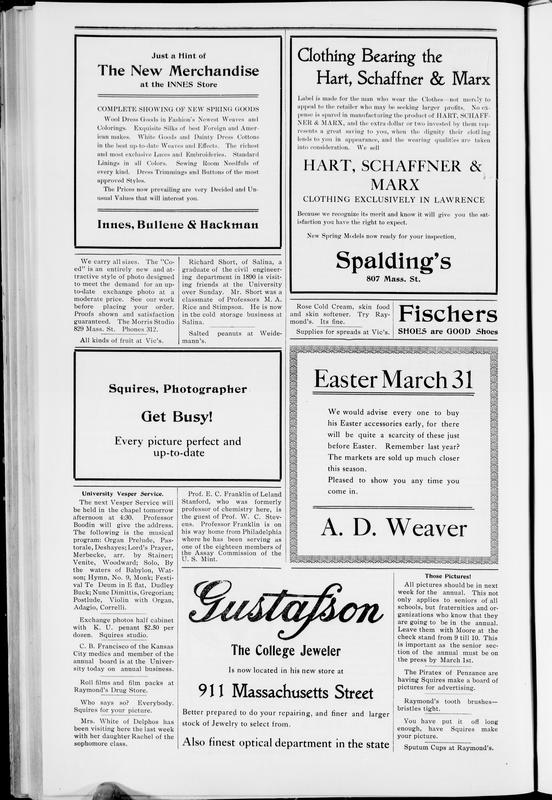 Just a Hint of
The New Merchandise
at the INNES Store
COMPLETE SHOWING OF NEW SPRING GOODS
Wool Dress Goods in Fashion's Newest Weaves and
Colorings. Exquisite Silks of best Foreign and Amer-
ican makes. White Goods and Dainty Dress Cottons
in the best up-to-date Weaves and Effects. The richest
and most exclusive Laces and Embroideries. Standard
Linings in all Colors. Sewing Room Needfuls of
every kind. Dress Trimmings and Buttons of the most
approved Styles.
The Prices now prevailing are very Decided and Un-
usual Values that will interest you.
Innes, Bullene & Hackman
We carry all sizes. The "Co-
ed" is an entirely new and at-
tractive style of photo designed
to meet the demand for an up-
to-date exchange photo at a
moderate price. See our work
before placing your order.
Proofs shown and satisfaction
guaranteed. The Morris Studio
829 Mass. St. Phones 312.
All kinds of fruit at Vic's.
Richard Short, of Salina, a
graduate of the civil engineer-
ing department in 1890 is visit-
ing friends at the University
over Sunday. Mr. Short was a
classmate of Professors M. A.
Rice and Stimpson. He is now
in the cold storage business at
Salina.
Salted peanuts at Weide-
mann's.
Squires, Photographer
Get Busy!
Every picture perfect and
up-to-date
University Vesper Service.
The next Vesper Service will
be held in the chapel tomorrow
afternoon at 4:30. Professor
Boodin will give the address.
The following is the musical
program: Organ Prelude, Pas-
torale, Deshayes; Lord's Prayer,
Merbecke, arr. by Stainer;
Venite, Woodward; Solo, By
the waters of Babylon, Wat-
son; Hymn, No. 9, Monk; Festi-
val Te Deum in E flat, Dudley
Buck; Nunc Dimittis, Gregorian;
Postlude, Violin with Organ,
Adagio, Correlli.
Exchange photos half cabinet
with K. U. penant $2.50 per
dozen. Squires studio.
C. B. Francisco of the Kansas
City medics and member of the
annual board is at the Univer-
sity today on annual business.
Roll films and film packs at
Raymond's Drug Store.
Who says so? Everybody.
Squires for your picture.
Mrs. White of Delphos has
been visiting here the last week
with her daughter Rachel of the
sophomore class.
Prof. E. C. Franklin of Leland
Stanford, who was formerly
professor of chemistry here, is
the guest of Prof. W. C. Stev-
ens. Professor Franklin is on
his way home from Philadelphia
where he has been serving as
one of the eighteen members of
the Assay Commission of the
U. S. Mint.
Clothing Bearing the
Hart, Schaffner & Marx
Label is made for the man who wear the Clothes—not merely to
appeal to the retailer who may be seeking larger profits. No ex-
pense is spared in manufacturing the product of HART, SCHAFF-
NER & MARX, and the extra dollar or two invested by them rep-
resents a great saving to you, when the dignity their clothing
lends to you in appearance, and the wearing qualities are taken
into consideration. We sell
HART, SCHAFFNER &
MARX
CLOTHING EXCLUSIVELY IN LAWRENCE
Because we recognize its merit and know it will give you the sat-
isfaction you have the right to expect.
New Spring Models now ready for your inspection,
Spalding's
807 Mass. St.
Rose Cold Cream, skin food
and skin softener. Try Ray-
mond's. Its fine.
Supplies for spreads at Vic's.
Fischers
SHOES are GOOD Shoes
Easter March 31
We would advise every one to buy
his Easter accessories early, for there
will be quite a scarcity of these just
before Easter. Remember last year?
The markets are sold up much closer
this season.
Pleased to show you any time you
come in.
A. D. Weaver
Gustafson
The College Jeweler
Is now located in his new store at
911 Massachusetts Street
Better prepared to do your repairing, and finer and larger
stock of Jewelry to select from.
Also finest optical department in the state
Those Pictures!
All pictures should be in next
week for the annual. This not
only applies to seniors of all
schools, but fraternities and or-
ganizations who know that they
are going to be in the annual.
Leave them with Moore at the
check stand from 9 till 10. This
is important as the senior sec-
tion of the annual must be on
the press by March 1st.
The Pirates of Penzance are
having Squires make a board of
pictures for advertising.
Raymond's tooth brushes—
bristles tight.
You have put it off long
enough, have Squires make
your picture.
Sputum Cups at Raymond's.